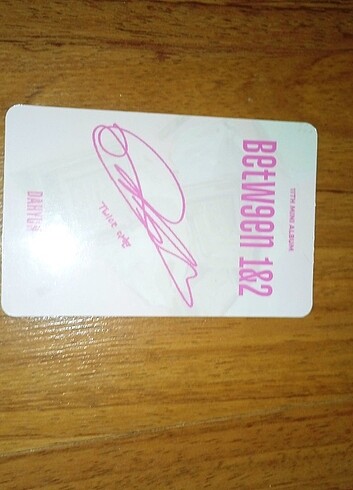 11TH MINI ALBUM
BETWEEN 1&2
TWICE
DAHYUN